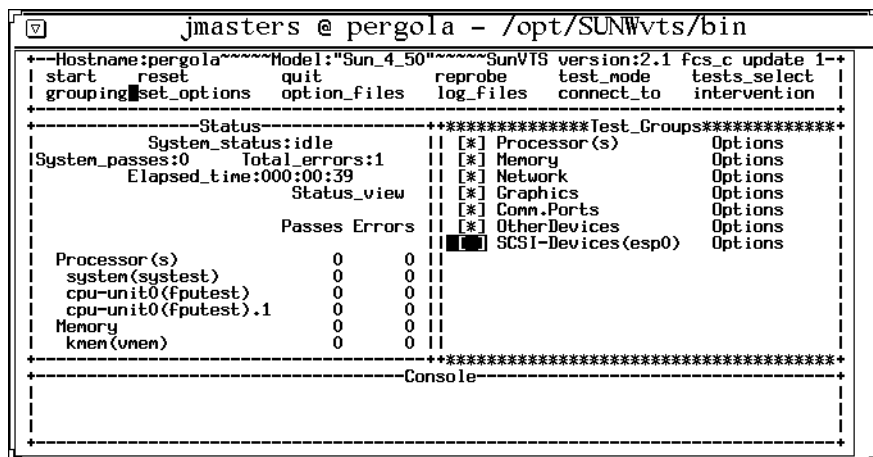 jmasters @ pergola - /opt/SUNWvts/bin
+--Hostname:pergola~~~~~Model:"Sun_4_50"~~~~~SunVTS version:2.1 fcs_c update 1-+
start reset quit reprobe test_mode tests_select
grouping set_options option_files log_files connect_to intervention
Status
System_status:idle
System_passes:0 Total_errors:1
Elapsed_time:000:00:39
Status_view
Passes Errors
Processor(s) 0 0
system(systest) 0 0
cpu-unit0(fputest) 0 0
cpu-unit0(fputest).1 0 0
Memory 0 0
kmem(vmem) 0 0
+**************Test_Groups*************+
[*] Processor(s) Options
[*] Memory Options
[*] Network Options
[*] Graphics Options
[*] Comm.Ports Options
[*] OtherDevices Options
[ ] SCSI-Devices(esp0) Options
Console